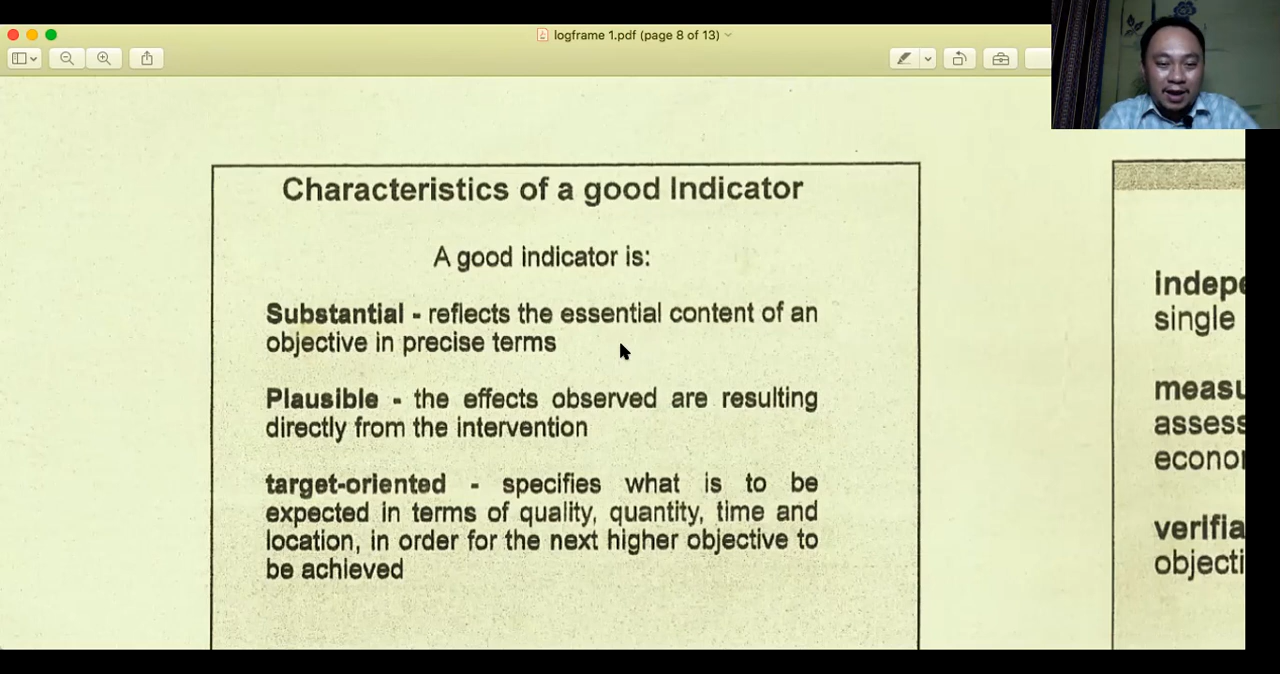 logframe 1.pdf (page 8 of 13)
Characteristics of a good Indicator
A good indicator is:
Substantial - reflects the essential content of an
objective in precise terms
Plausible - the effects observed are resulting
directly from the intervention
target-oriented - specifies what is to be
expected in terms of quality, quantity, time and
location, in order for the next higher objective to
be achieved
single